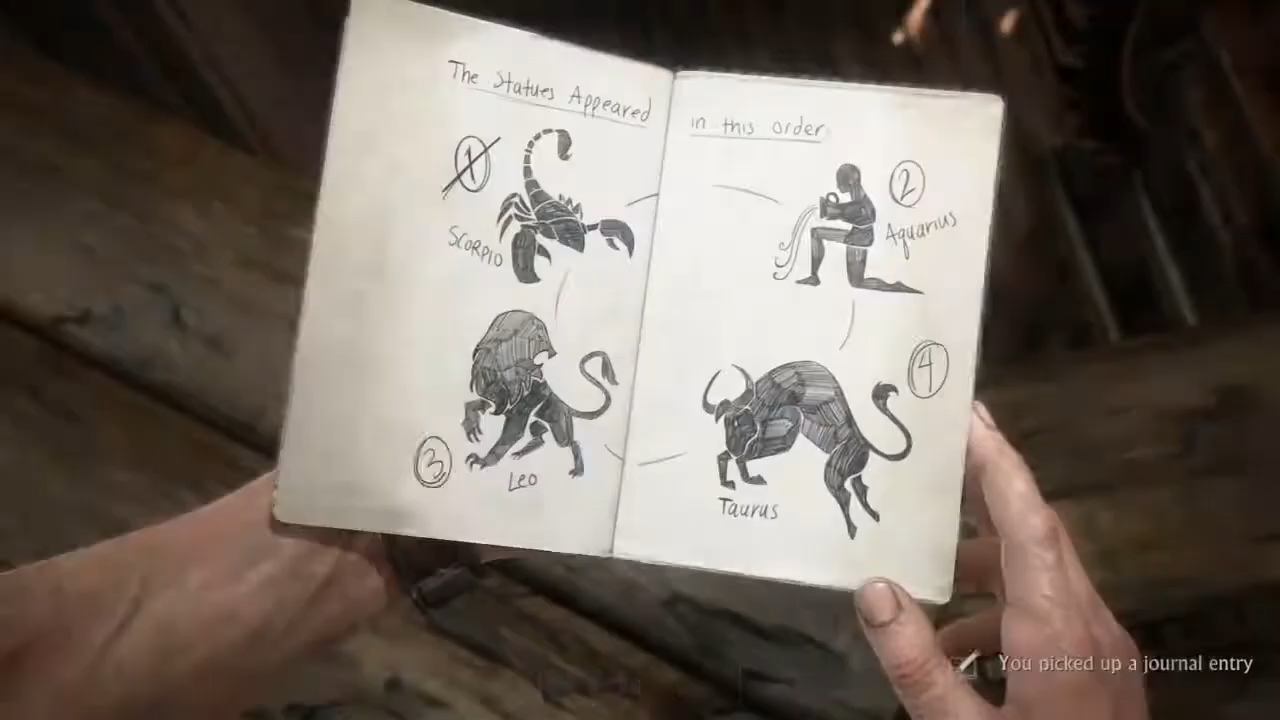 The Statues Appeared
in this order
1
SCORPIO
2
Aquarius
3
Leo
4
Taurus
You picked up a journal entry